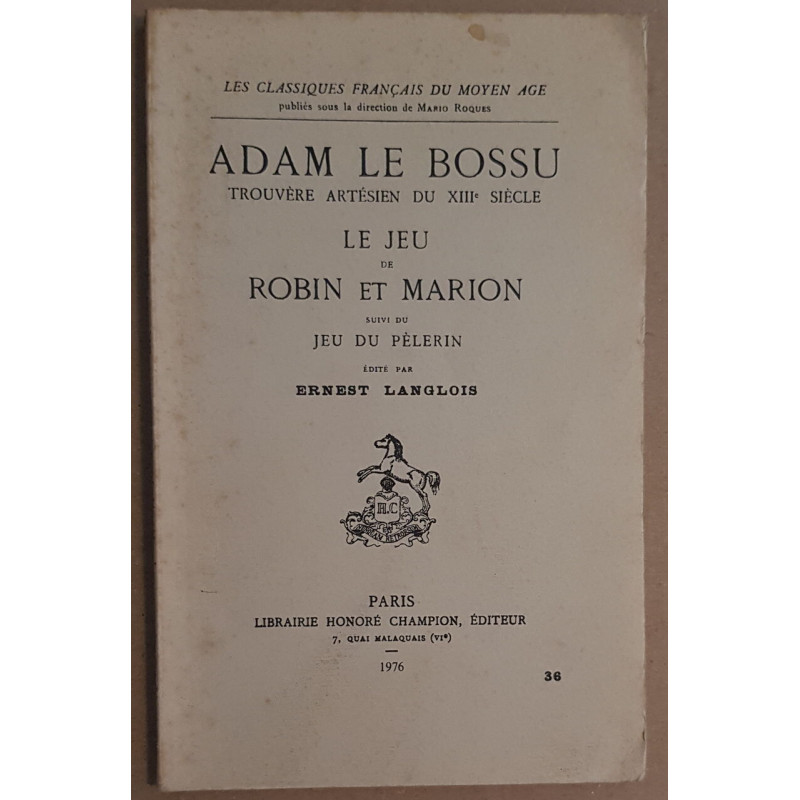 LES CLASSIQUES FRANÇAIS DU MOYEN AGE
publiés sous la direction de MARIO ROQUES
ADAM LE BOSSU
TROUVÈRE ARTÉSIEN DU XIIIe SIÈCLE
LE JEU
DE
ROBIN ET MARION
SUIVI DU
JEU DU PÈLERIN
ÉDITÉ PAR
ERNEST LANGLOIS
H.C
PARIS
LIBRAIRIE HONORÉ CHAMPION, ÉDITEUR
7, QUAI MALAQUAIS (VIe)
1976
36